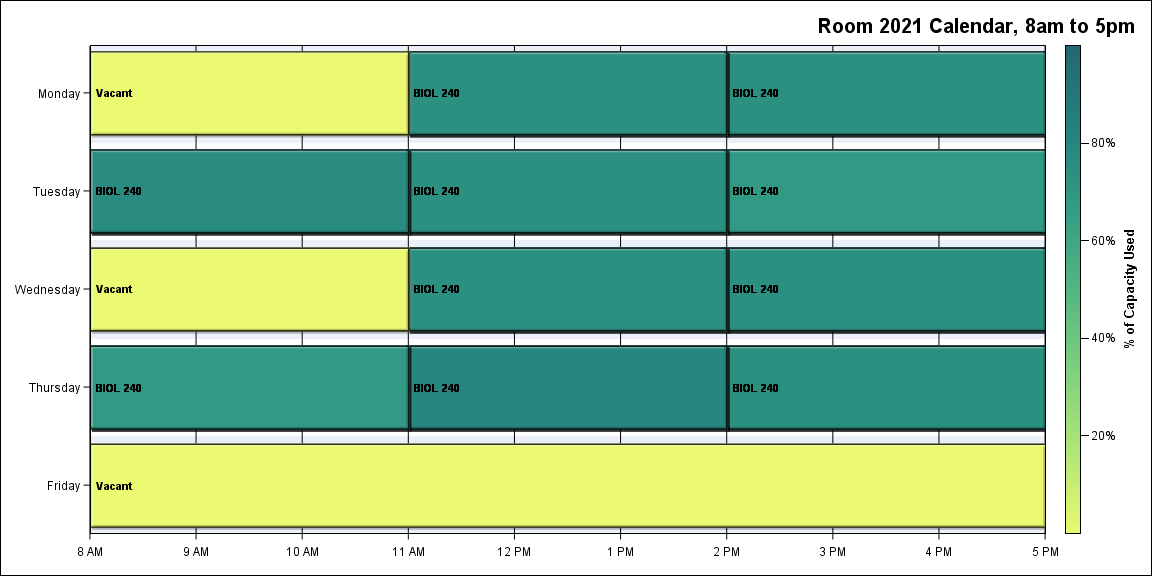 Room 2021 Calendar, 8am to 5pm
Monday
Vacant
BIOL 240
BIOL 240
Tuesday
BIOL 240
BIOL 240
BIOL 240
Wednesday
Vacant
BIOL 240
BIOL 240
Thursday
BIOL 240
BIOL 240
BIOL 240
Friday
Vacant
8 AM
9 AM
10 AM
11 AM
12 PM
1 PM
2 PM
3 PM
4 PM
5 PM
80%
60%
40%
20%
% of Capacity Used